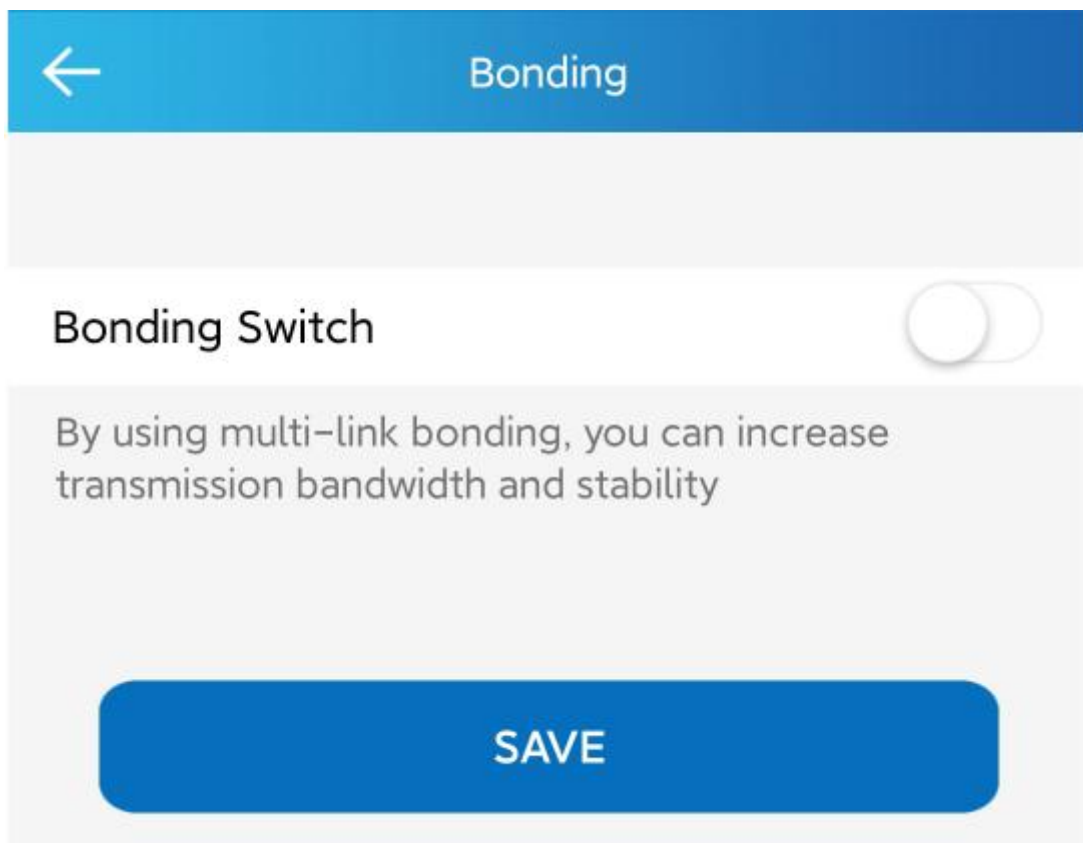 Bonding
Bonding Switch
By using multi-link bonding, you can increase
transmission bandwidth and stability
SAVE